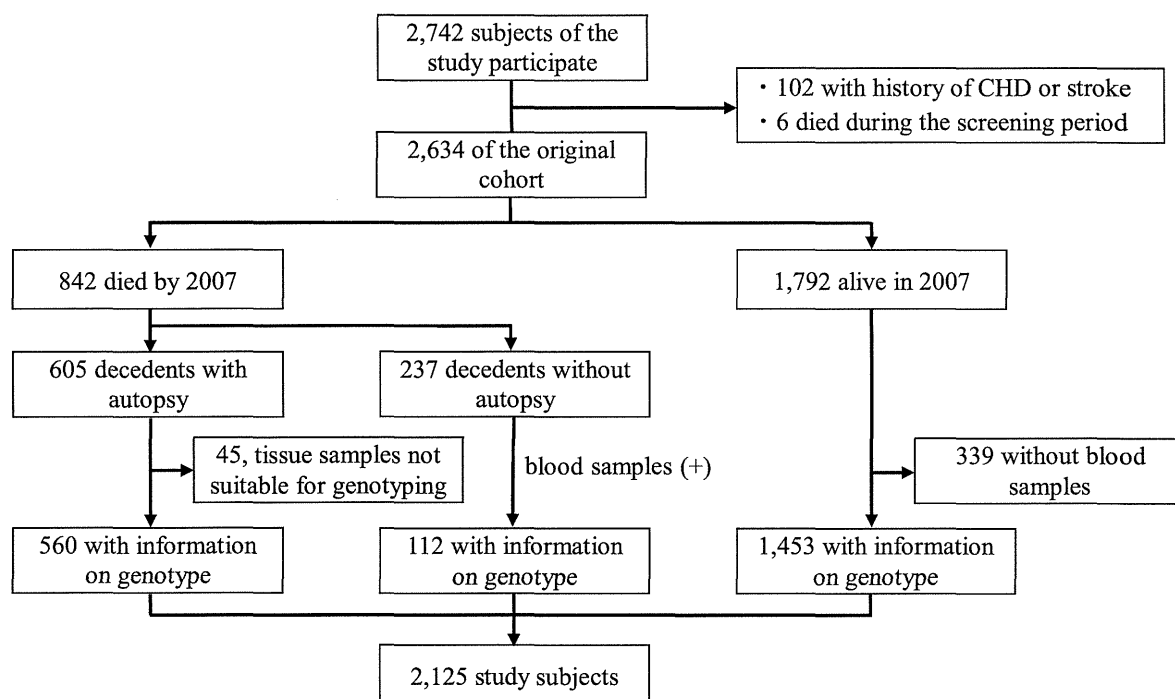 2,742 subjects of the
study participate
・102 with history of CHD or stroke
・6 died during the screening period
2,634 of the original
cohort
842 died by 2007
1,792 alive in 2007
605 decedents with
autopsy
237 decedents without
autopsy
45, tissue samples not
suitable for genotyping
blood samples (+)
339 without blood
samples
560 with information
on genotype
112 with information
on genotype
1,453 with information
on genotype
2,125 study subjects